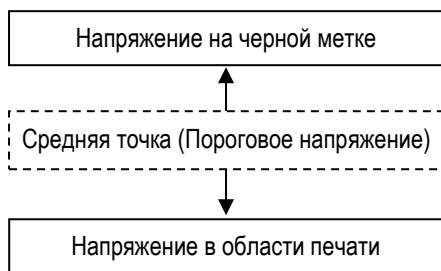 Напряжение на черной метке
Средняя точка (Пороговое напряжение)
Напряжение в области печати